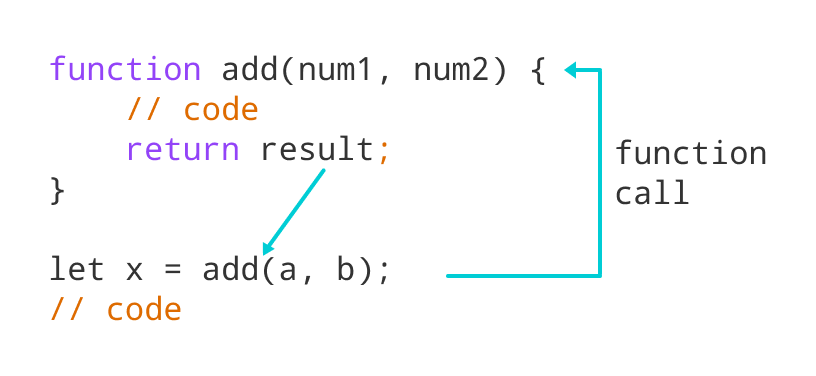 function add(num1, num2) {
    // code
    return result;
}
let x = add(a, b);
// code
function
call